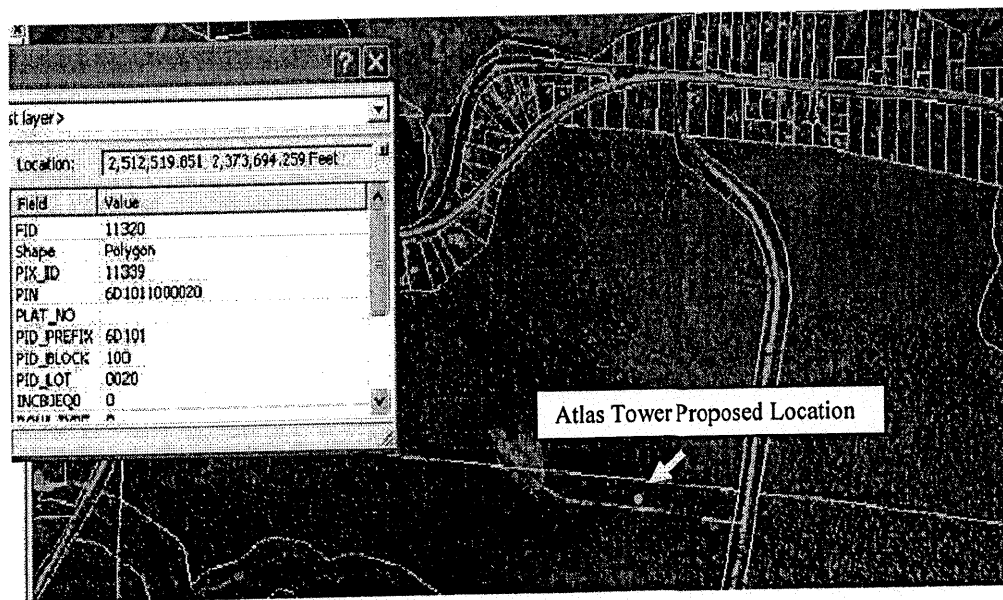 ? X
st layer>
Location: 2,512,519.851 2,373,694.259 Feet
Field Value
FID 11320
Shape Polygon
PIX_ID 11339
PIN 6D1011000020
PLAT_NO
PID_PREFIX 6D101
PID_BLOCK 100
PID_LOT 0020
INCBJEQ0 0
Atlas Tower Proposed Location